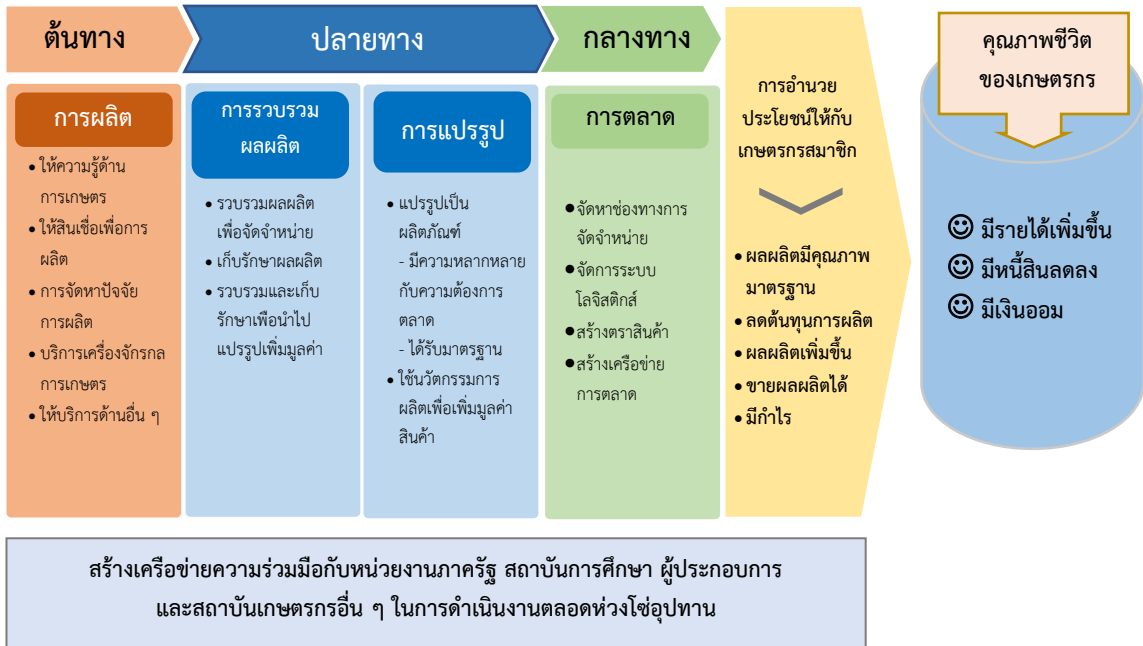 ต้นทาง
ปลายทาง
กลางทาง
การผลิต
• ให้ความรู้ด้าน
การเกษตร
• ให้สินเชื่อเพื่อการ
ผลิต
• การจัดหาปัจจัย
การผลิต
• บริการเครื่องจักรกล
การเกษตร
• ให้บริการด้านอื่น ๆ
การรวบรวม
ผลผลิต
• รวบรวมผลผลิต
เพื่อจัดจำหน่าย
• เก็บรักษาผลผลิต
• รวบรวมและเก็บ
รักษาเพือนำไป
แปรรูปเพิ่มมูลค่า
การแปรรูป
• แปรรูปเป็น
ผลิตภัณฑ์
- มีความหลากหลาย
กับความต้องการ
ตลาด
- ได้รับมาตรฐาน
• ใช้นวัตกรรมการ
ผลิตเพื่อเพิ่มมูลค่า
สินค้า
การตลาด
•จัดหาช่องทางการ
จัดจำหน่าย
•จัดการระบบ
โลจิสติกส์
•สร้างตราสินค้า
•สร้างเครือข่าย
การตลาด
การอำนวย
ประโยชน์ให้กับ
เกษตรกรสมาชิก
• ผลผลิตมีคุณภาพ
มาตรฐาน
• ลดต้นทุนการผลิต
• ผลผลิตเพิ่มขึ้น
• ขายผลผลิตได้
• มีกำไร
คุณภาพชีวิต
ของเกษตรกร
มีรายได้เพิ่มขึ้น
มีหนี้สินลดลง
มีเงินออม
สร้างเครือข่ายความร่วมมือกับหน่วยงานภาครัฐ สถาบันการศึกษา ผู้ประกอบการ
และสถาบันเกษตรกรอื่น ๆ ในการดำเนินงานตลอดห่วงโซ่อุปทาน